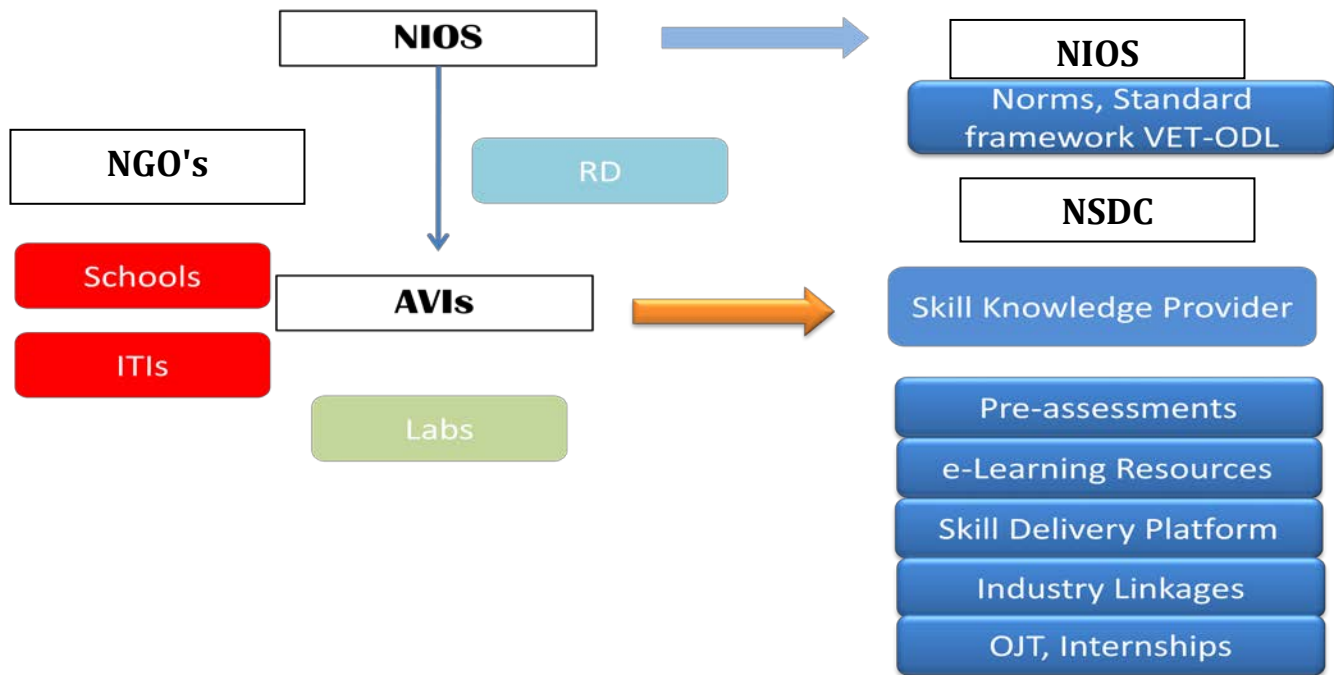 NIOS
NIOS
Norms, Standard
framework VET-ODL
NGO's
RD
NSDC
Schools
AVIs
Skill Knowledge Provider
ITIs
Labs
Pre-assessments
e-Learning Resources
Skill Delivery Platform
Industry Linkages
OJT, Internships